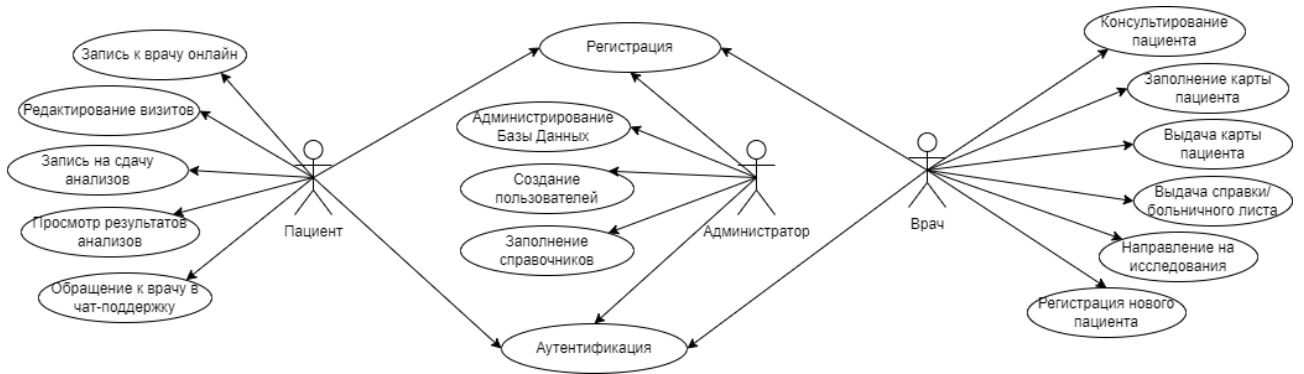 Запись к врачу онлайн
Редактирование визитов
Запись на сдачу
анализов
Просмотр результатов
анализов
Обращение к врачу в
чат-поддержку
Пациент
Регистрация
Администрирование
Базы Данных
Создание
пользователей
Заполнение
справочников
Аутентификация
Администратор
Врач
Консультирование
пациента
Заполнение карты
пациента
Выдача карты
пациента
Выдача справки/
больничного листа
Направление на
исследования
Регистрация нового
пациента